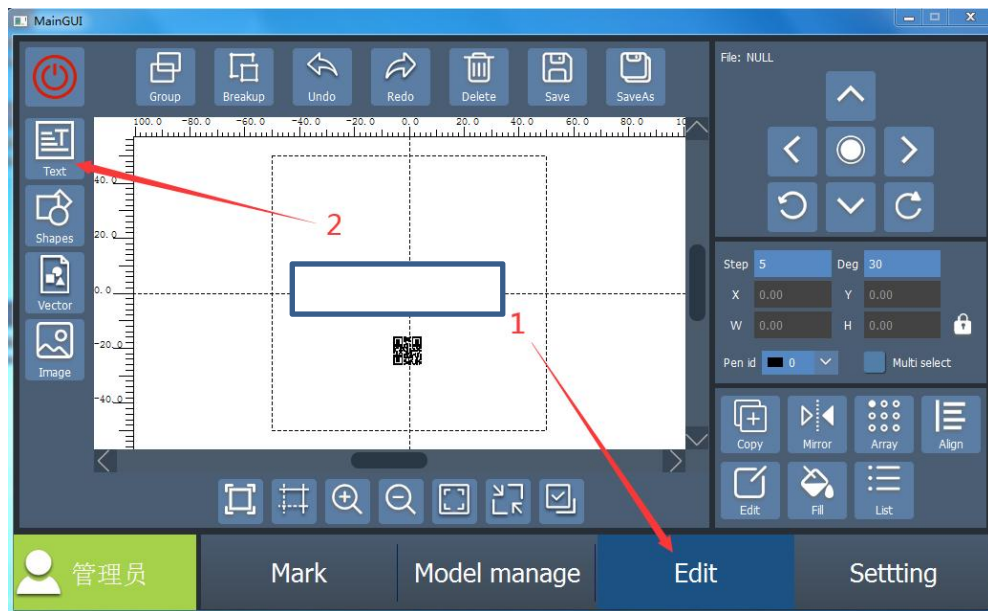 MainGUI
Group Breakup Undo Redo Delete Save SaveAs
File: NULL
100.0 -80.0 -60.0 -40.0 -20.0 0.0 20.0 40.0 60.0 80.0 10
Text
40.0
Shapes
2
20.0
Step 5 Deg 30
Vector
0.0
X 0.00 Y 0.00
1
W 0.00 H 0.00
-20.0
Image
Pen id 0 Multi select
-40.0
Copy Mirror Array Align
Edit Fill List
管理员 Mark Model manage Edit Settting